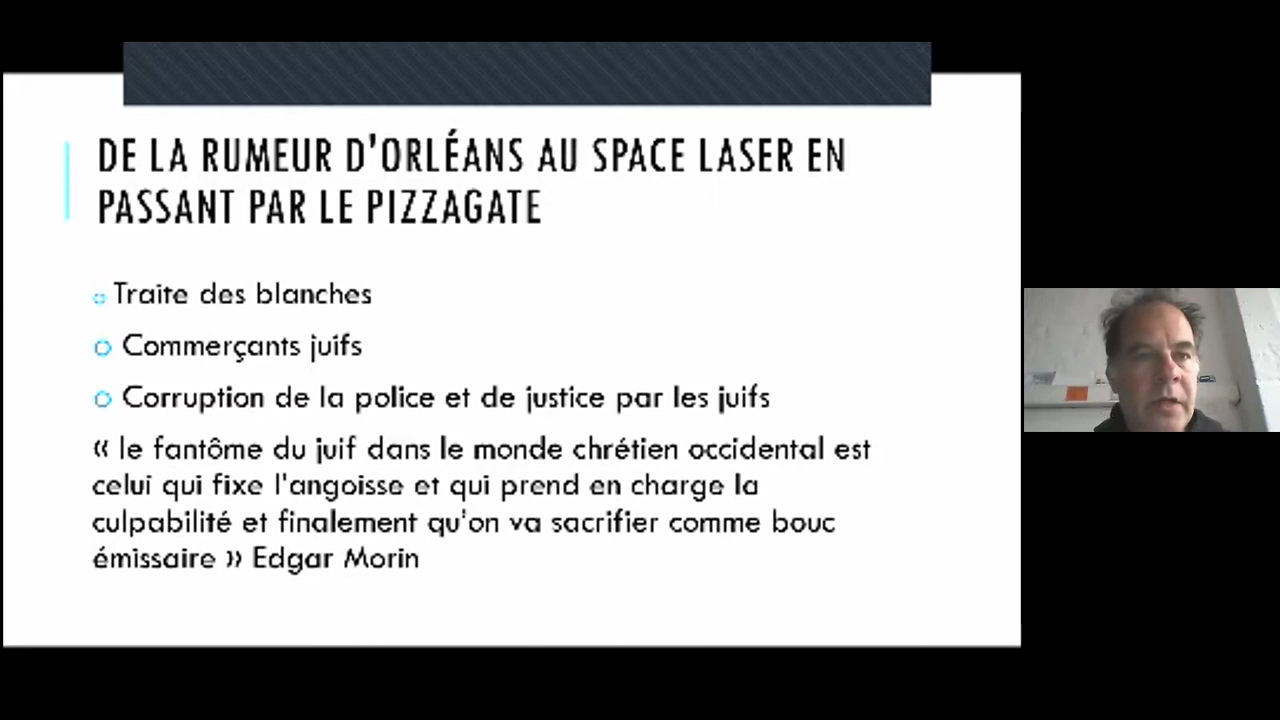 DE LA RUMEUR D'ORLÉANS AU SPACE LASER EN
PASSANT PAR LE PIZZAGATE
Traite des blanches
Commerçants juifs
Corruption de la police et de justice par les juifs
« le fantôme du juif dans le monde chrétien occidental est
celui qui fixe l'angoisse et qui prend en charge la
culpabilité et finalement qu'on va sacrifier comme bouc
émissaire » Edgar Morin